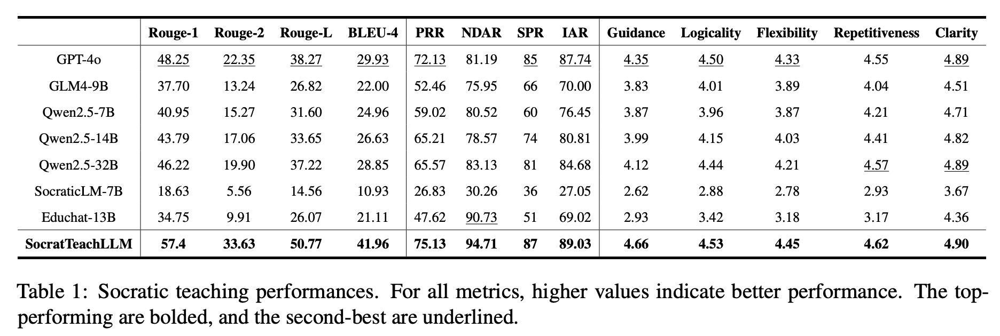 Rouge-1 Rouge-2 Rouge-L BLEU-4 PRR NDAR SPR IAR Guidance Logicality Flexibility Repetitiveness Clarity
GPT-4o 48.25 22.35 38.27 29.93 72.13 81.19 85 87.74 4.35 4.50 4.33 4.55 4.89
GLM4-9B 37.70 13.24 26.82 22.00 52.46 75.95 66 70.00 3.83 4.01 3.89 4.04 4.51
Qwen2.5-7B 40.95 15.27 31.60 24.96 59.02 80.52 60 76.45 3.87 3.96 3.87 4.21 4.71
Qwen2.5-14B 43.79 17.06 33.65 26.63 65.21 78.57 74 80.81 3.99 4.15 4.03 4.41 4.82
Qwen2.5-32B 46.22 19.90 37.22 28.85 65.57 83.13 81 84.68 4.12 4.44 4.21 4.57 4.89
SocraticLM-7B 18.63 5.56 14.56 10.93 26.83 30.26 36 27.05 2.62 2.88 2.78 2.93 3.67
Educhat-13B 34.75 9.91 26.07 21.11 47.62 90.73 51 69.02 2.93 3.42 3.18 3.17 4.36
SocratTeachLLM 57.4 33.63 50.77 41.96 75.13 94.71 87 89.03 4.66 4.53 4.45 4.62 4.90
Table 1: Socratic teaching performances. For all metrics, higher values indicate better performance. The top-
performing are bolded, and the second-best are underlined.